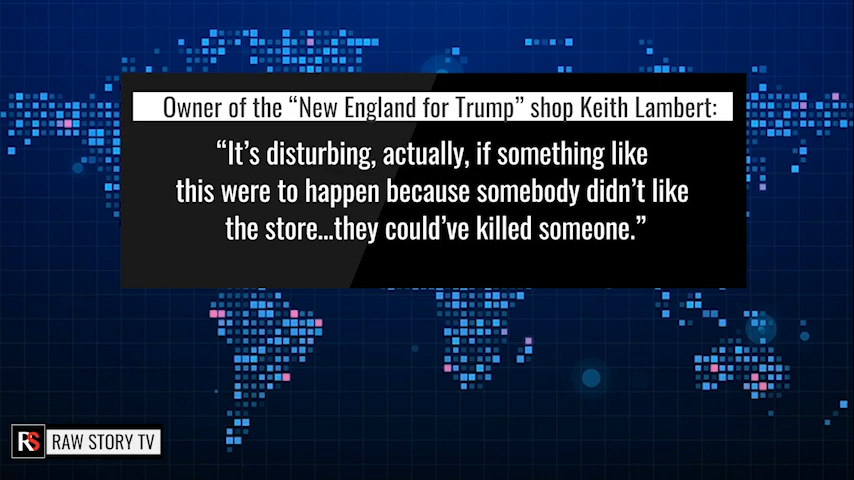 Owner of the “New England for Trump” shop Keith Lambert:
“It’s disturbing, actually, if something like
this were to happen because somebody didn’t like
the store...they could’ve killed someone.”
RS RAW STORY TV